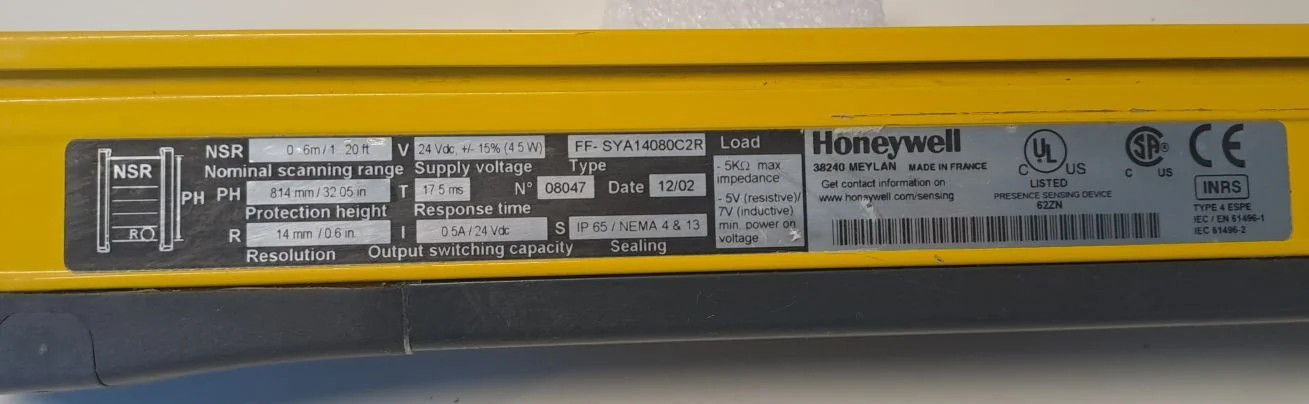 NSR
PH
R
NSR 0 - 6m / 1 20 ft
Nominal scanning range
PH 814 mm / 32.05 in
Protection height
R 14 mm / 0.6 in.
Resolution
V 24 Vdc, +/- 15% (4.5 W)
Supply voltage
T 17.5 ms
Response time
I 0.5A / 24 Vdc
Output switching capacity
FF- SYA14080C2R
Type
N° 08047 Date 12/02
S IP 65 / NEMA 4 & 13
Sealing
Load
- 5KΩ max
impedance
- 5V (resistive)/
7V (inductive)
min. power on
voltage
Honeywell
38240 MEYLAN MADE IN FRANCE
Get contact information on
www.honeywell.com/sensing
UL
C US
LISTED
PRESENCE SENSING DEVICE
62ZN
SA ®
C US
CE
INRS
TYPE 4 ESPE
IEC / EN 61496-1
IEC 61496-2